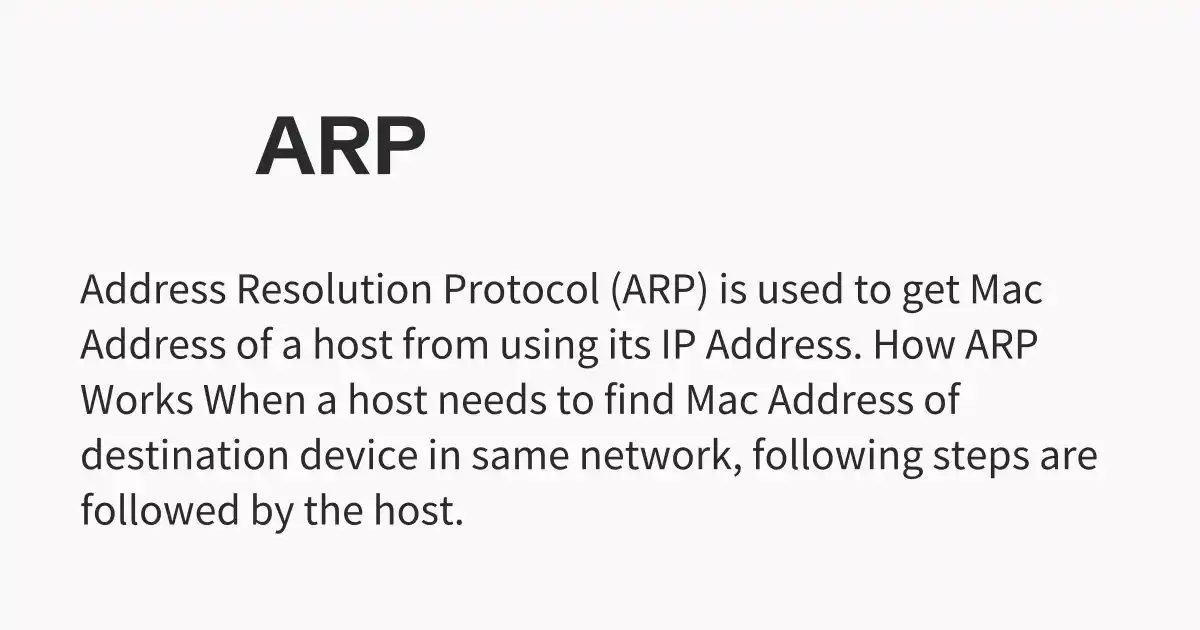 ARP
Address Resolution Protocol (ARP) is used to get Mac
Address of a host from using its IP Address. How ARP
Works When a host needs to find Mac Address of
destination device in same network, following steps are
followed by the host.